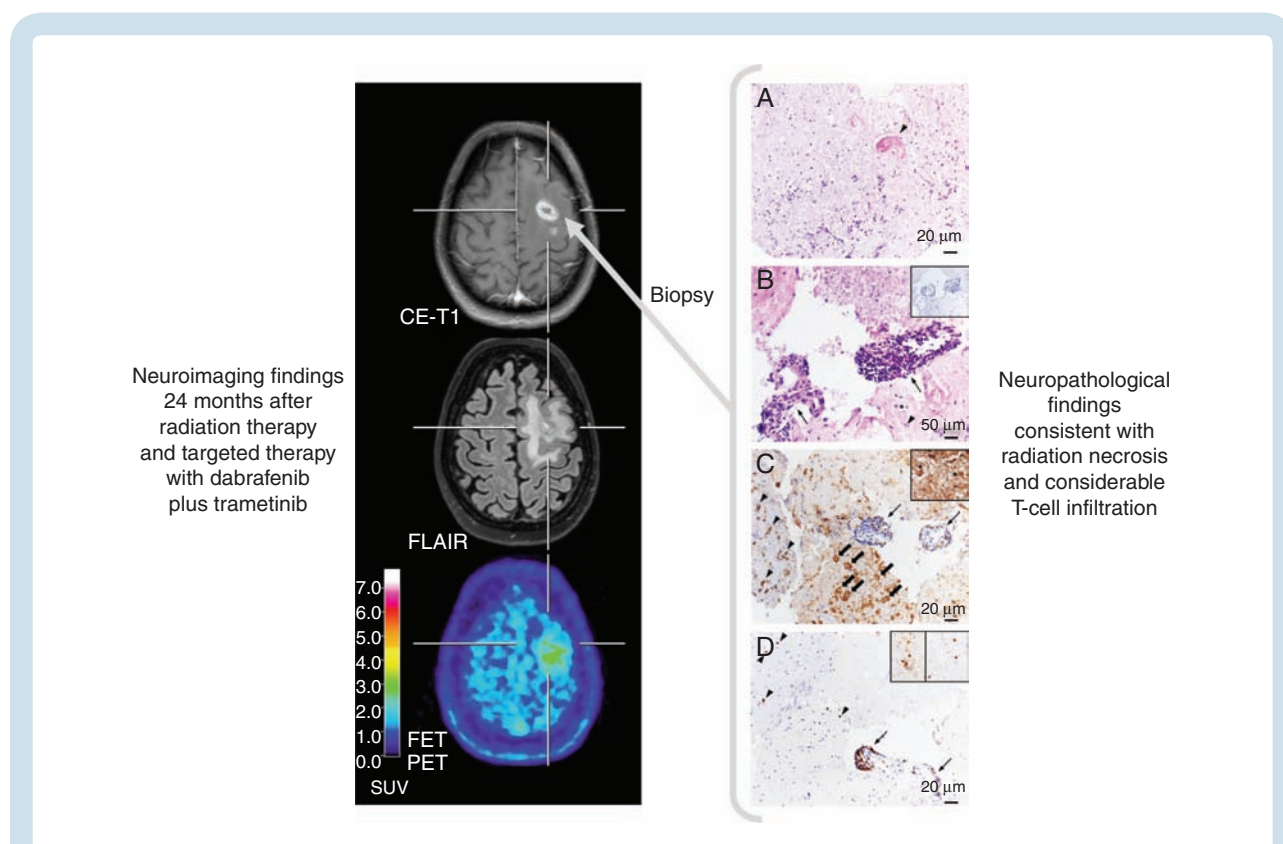 Neuroimaging findings
24 months after
radiation therapy
and targeted therapy
with dabrafenib
plus trametinib
CE-T1
FLAIR
7.0
6.0
5.0
4.0
3.0
2.0
1.0
0.0
FET
PET
SUV
Biopsy
A
20 μm
B
50 μm
C
20 μm
D
20 μm
Neuropathological
findings
consistent with
radiation necrosis
and considerable
T-cell infiltration